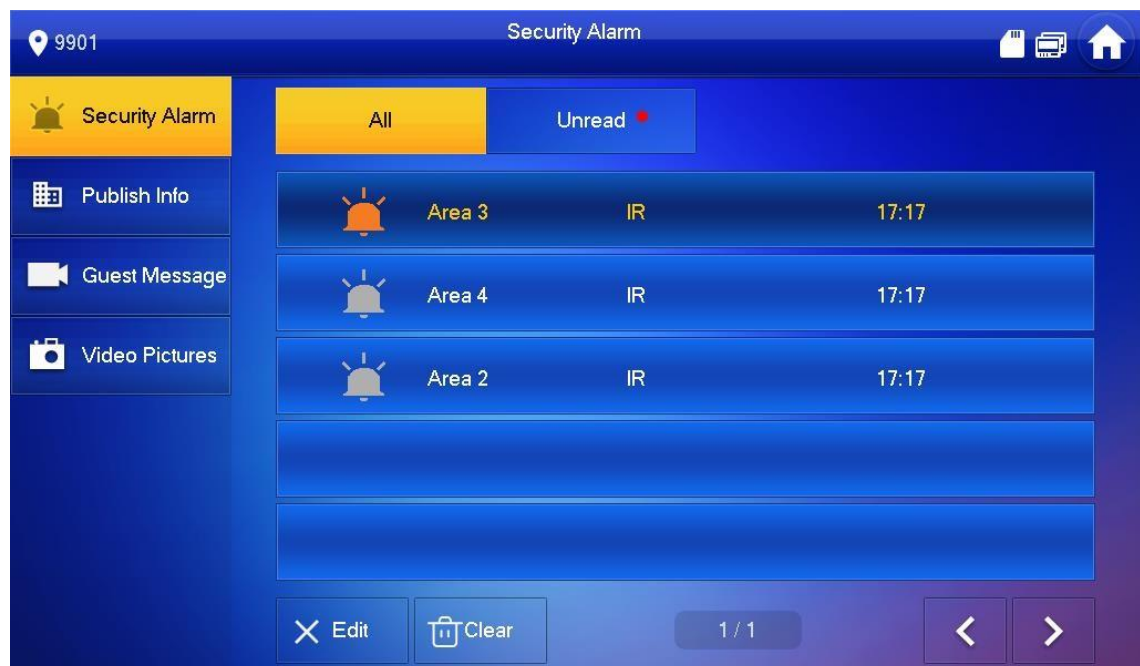 9901
Security Alarm
Security Alarm
Publish Info
Guest Message
Video Pictures
All Unread
Area 3 IR 17:17
Area 4 IR 17:17
Area 2 IR 17:17
Edit Clear 1/1